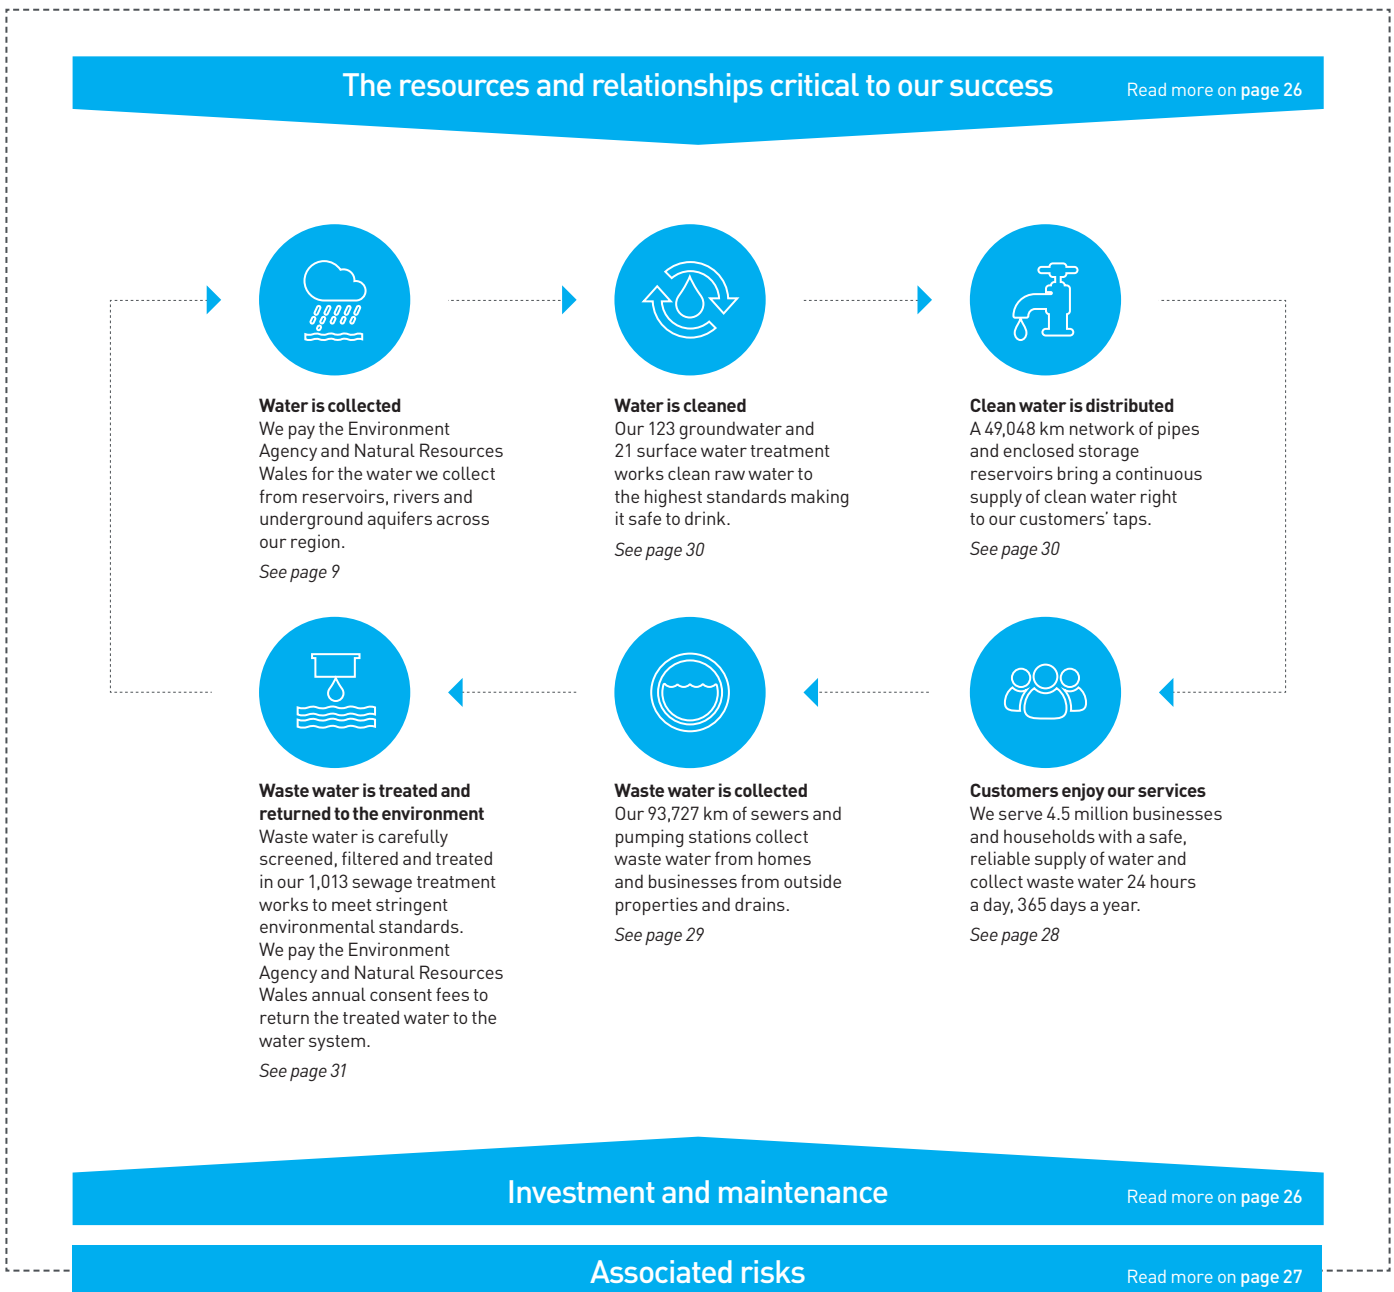 The resources and relationships critical to our success
Read more on page 26
Water is collected
We pay the Environment
Agency and Natural Resources
Wales for the water we collect
from reservoirs, rivers and
underground aquifers across
our region.
See page 9
Water is cleaned
Our 123 groundwater and
21 surface water treatment
works clean raw water to
the highest standards making
it safe to drink.
See page 30
Clean water is distributed
A 49,048 km network of pipes
and enclosed storage
reservoirs bring a continuous
supply of clean water right
to our customers' taps.
See page 30
Customers enjoy our services
We serve 4.5 million businesses
and households with a safe,
reliable supply of water and
collect waste water 24 hours
a day, 365 days a year.
See page 28
Waste water is collected
Our 93,727 km of sewers and
pumping stations collect
waste water from homes
and businesses from outside
properties and drains.
See page 29
Waste water is treated and
returned to the environment
Waste water is carefully
screened, filtered and treated
in our 1,013 sewage treatment
works to meet stringent
environmental standards.
We pay the Environment
Agency and Natural Resources
Wales annual consent fees to
return the treated water to the
water system.
See page 31
Investment and maintenance
Read more on page 26
Associated risks
Read more on page 27